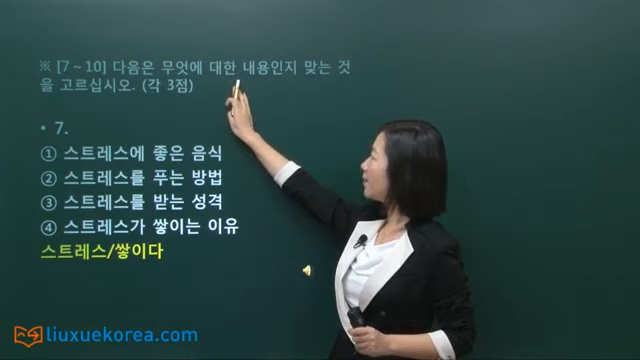 ※ [7~10] 다음은 무엇에 대한 내용인지 맞는 것
을 고르십시오. (각 3점)
• 7.
① 스트레스에 좋은 음식
② 스트레스를 푸는 방법
③ 스트레스를 받는 성격
④ 스트레스가 쌓이는 이유
스트레스/쌓이다
liuxuekorea.com